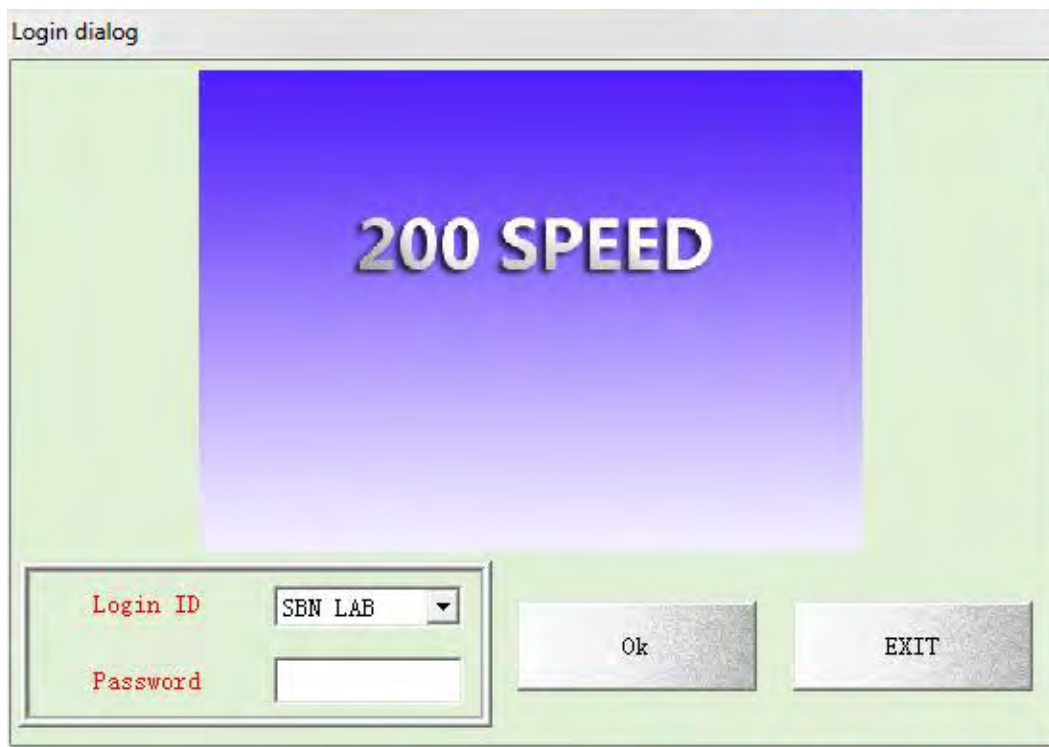 Login dialog
200 SPEED
Login ID
SBN LAB
Password
Ok
EXIT